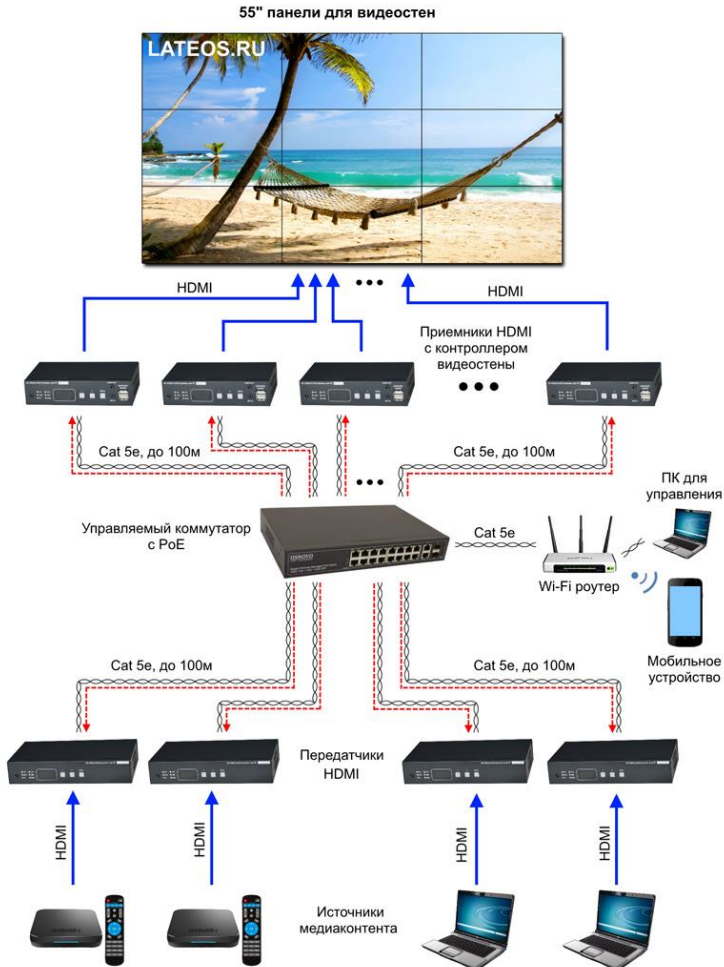 55" панели для видеостен
LATEOS.RU
HDMI
HDMI
Приемники HDMI
с контроллером
видеостены
Cat 5e, до 100м
Cat 5e, до 100м
ПК для
управления
Управляемый коммутатор
с PoE
OSNOVO
Cat 5e
Wi-Fi роутер
Мобильное
устройство
Cat 5e, до 100м
Cat 5e, до 100м
Передатчики
HDMI
HDMI
HDMI
HDMI
HDMI
Источники
медиаконтента